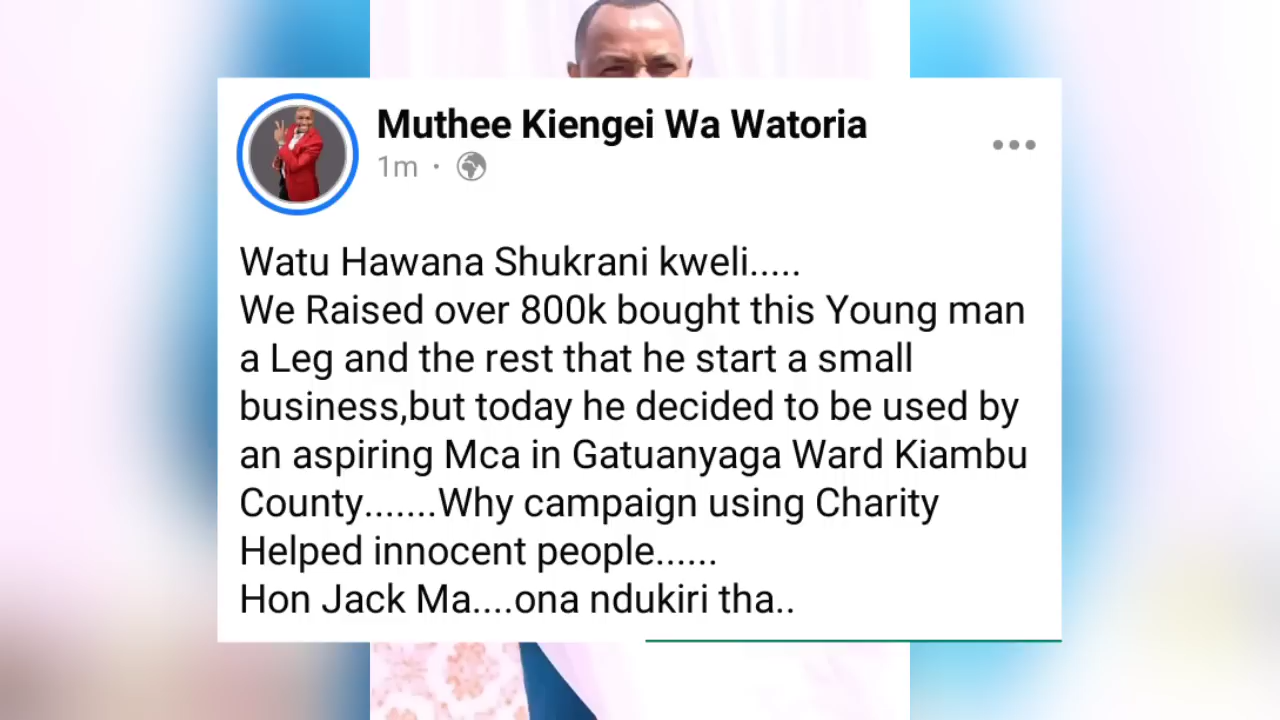 Muthee Kiengei Wa Watoria
1m ·
Watu Hawana Shukrani kweli.....
We Raised over 800k bought this Young man
a Leg and the rest that he start a small
business,but today he decided to be used by
an aspiring Mca in Gatuanyaga Ward Kiambu
County.......Why campaign using Charity
Helped innocent people......
Hon Jack Ma....ona ndukiri tha..